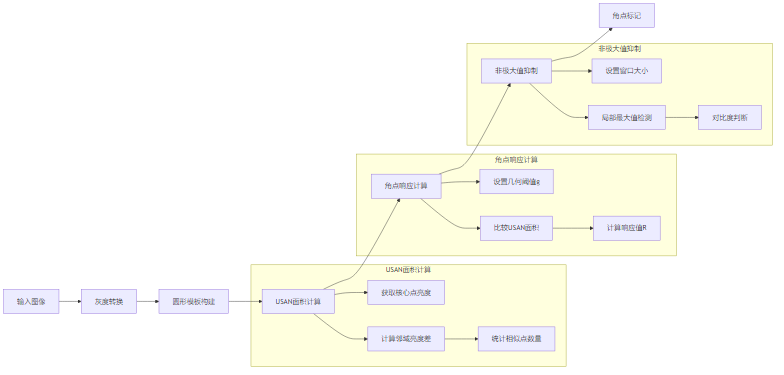 角点标记
非极大值抑制
非极大值抑制
设置窗口大小
局部最大值检测
对比度判断
角点响应计算
角点响应计算
设置几何阈值g
比较USAN面积
计算响应值R
USAN面积计算
输入图像
灰度转换
圆形模板构建
USAN面积计算
获取核心点亮度
计算邻域亮度差
统计相似点数量